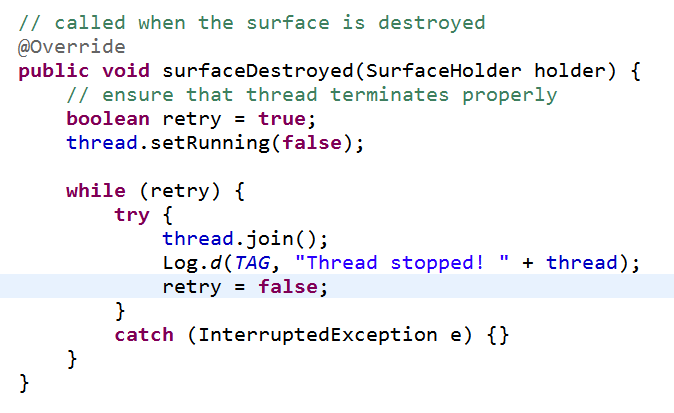 // called when the surface is destroyed
@Override
public void surfaceDestroyed(SurfaceHolder holder) {
    // ensure that thread terminates properly
    boolean retry = true;
    thread.setRunning(false);

    while (retry) {
        try {
            thread.join();
            Log.d(TAG, "Thread stopped! " + thread);
            retry = false;
        }
        catch (InterruptedException e) {}
    }
}